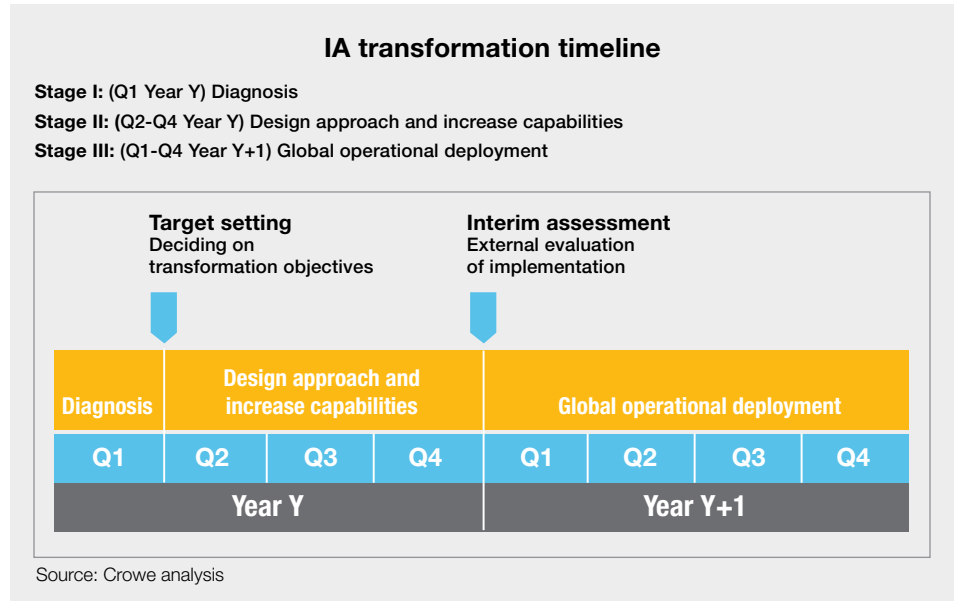 IA transformation timeline
Stage I: (Q1 Year Y) Diagnosis
Stage II: (Q2-Q4 Year Y) Design approach and increase capabilities
Stage III: (Q1-Q4 Year Y+1) Global operational deployment
Target setting
Deciding on
transformation objectives
Interim assessment
External evaluation
of implementation
Diagnosis
Design approach and
increase capabilities
Global operational deployment
Q1 Q2 Q3 Q4 Q1 Q2 Q3 Q4
Year Y Year Y+1
Source: Crowe analysis